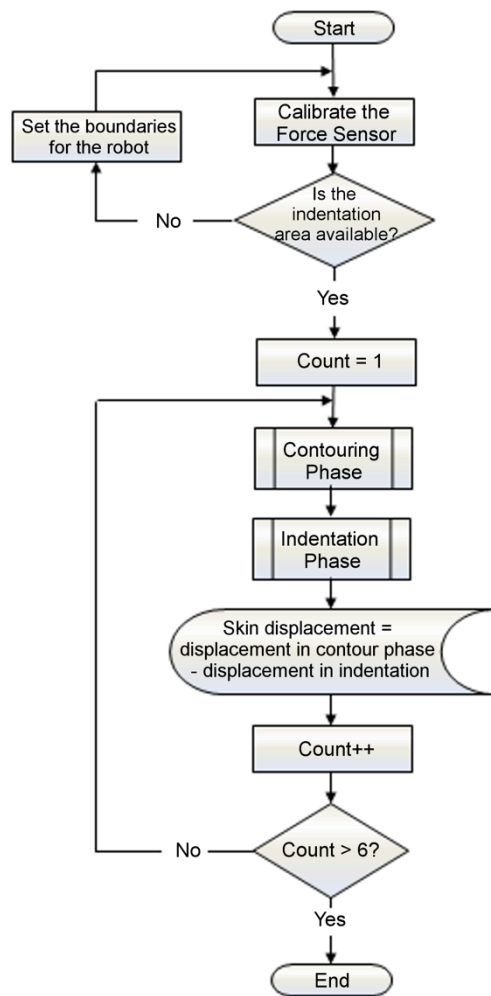 Start
Set the boundaries
for the robot
Calibrate the
Force Sensor
Is the
indentation
area available?
No
Yes
Count = 1
Contouring
Phase
Indentation
Phase
Skin displacement =
displacement in contour phase
- displacement in indentation
Count++
Count > 6?
No
Yes
End